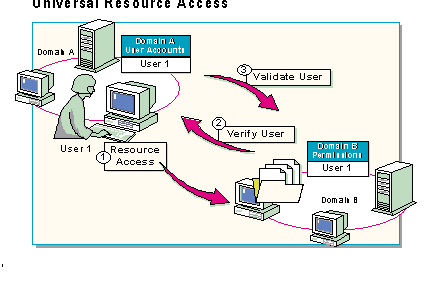 Universal Resource Access
Domain A
Domain A
User Accounts
User 1
3 Validate User
2
Verify User
User 1
1
Resource
Access
Domain B
Permissions
User 1
Domain B